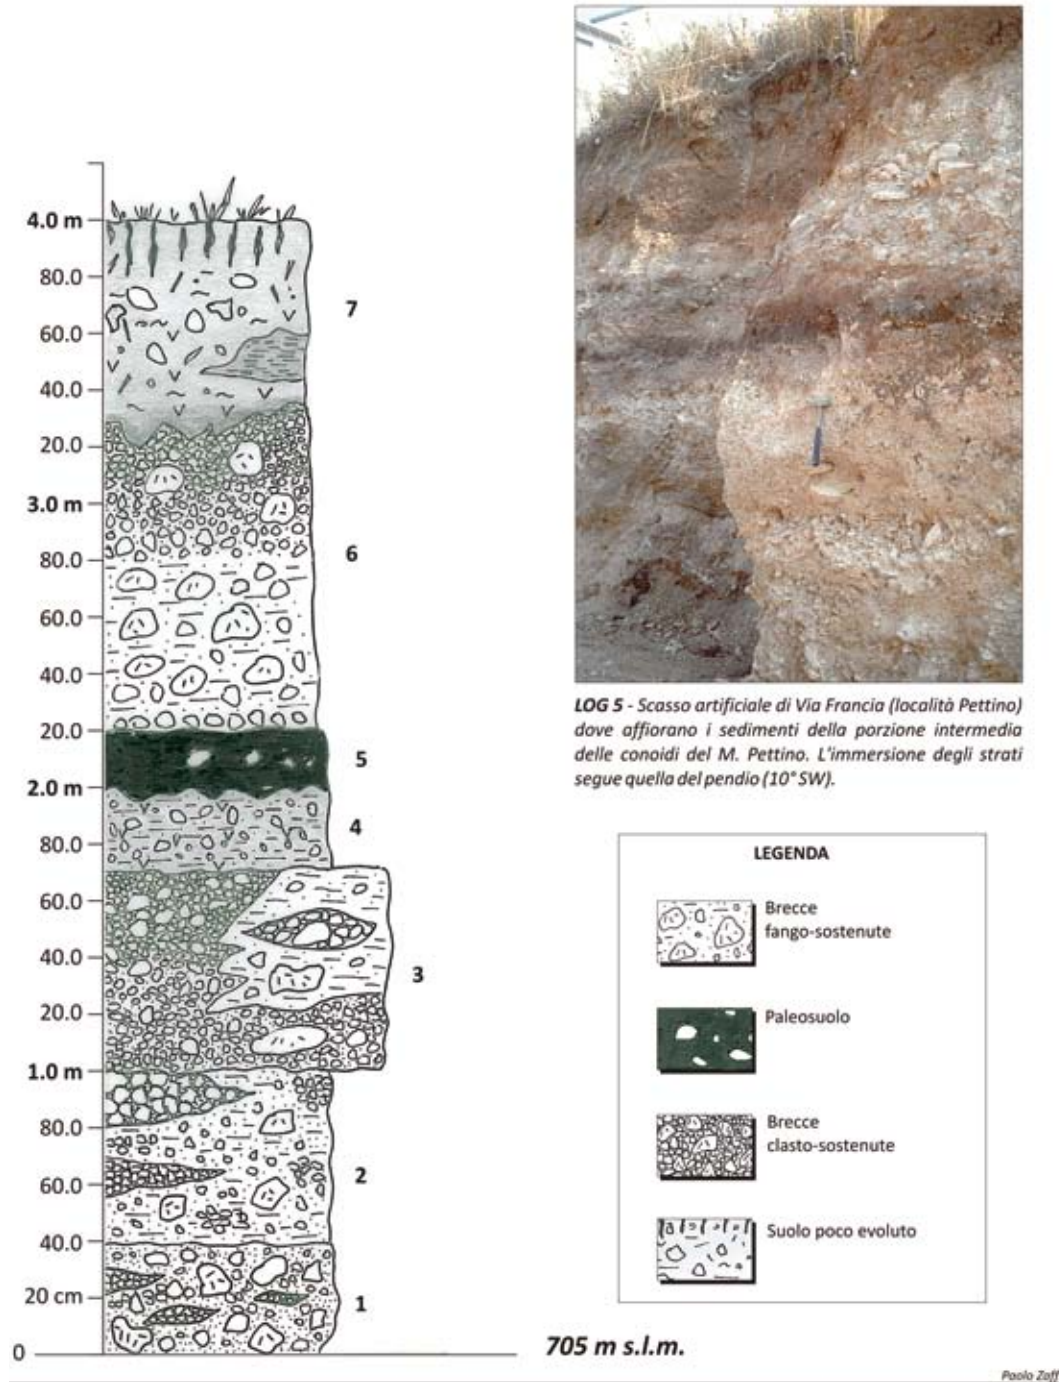 4.0 m
80.0
7
60.0
40.0
20.0
3.0 m
6
80.0
60.0
40.0
20.0
5
2.0 m
4
80.0
60.0
40.0
3
20.0
1.0 m
80.0
2
60.0
40.0
20 cm
1
0
705 m s.l.m.
LOG 5 - Scasso artificiale di Via Francia (località Pettino)
dove affiorano i sedimenti della porzione intermedia
delle conoidi del M. Pettino. L'immersione degli strati
segue quella del pendio (10° SW).
LEGENDA
Brecce
fango-sostenute
Paleosuolo
Brecce
clasto-sostenute
Suolo poco evoluto
Paolo Zaff